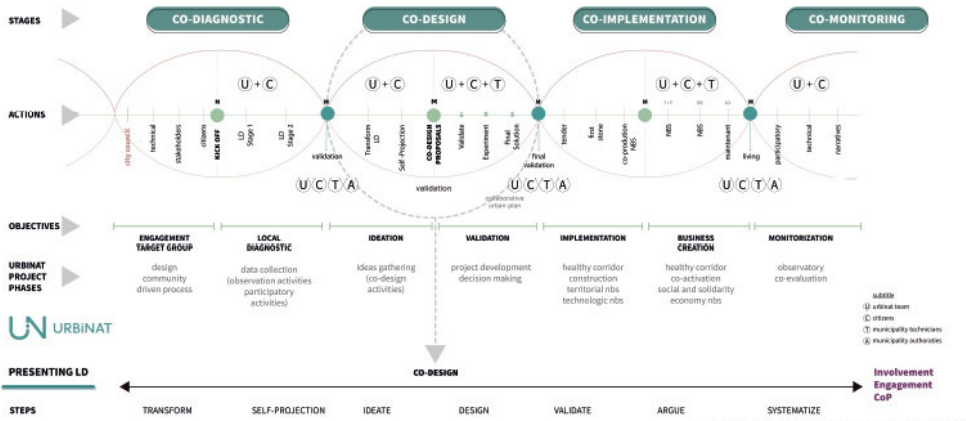 STAGES
CO-DIAGNOSTIC
CO-DESIGN
CO-IMPLEMENTATION
CO-MONITORING
U + C
U + C
U + C + T
U + C + T
U + C
M
M
M
M
M
ACTIONS
city council
technical
stakeholders
citizens
KICK OFF
LD
Stage 1
LD
Stage 2
validation
Transform
LD
Self-Projection
CO-DESIGN
PROPOSALS
Validate
Experiment
Final
Solution
final
validation
tender
first
stone
co-prodution
NBS
NBS
NBS
maintenant
living
participatory
technical
narratives
U C T A
validation
U C T A
U C T A
collaborative
urban plan
OBJECTIVES
ENGAGEMENT
TARGET GROUP
LOCAL
DIAGNOSTIC
IDEATION
VALIDATION
IMPLEMENTATION
BUSINESS
CREATION
MONITORIZATION
URBINAT
PROJECT
PHASES
design
community
driven process
data collection
(observation activities
participatory
activities)
ideas gathering
(co-design
activities)
project development
decision making
healthy corridor
construction
territorial nbs
technologic nbs
healthy corridor
co-activation
social and solidarity
economy nbs
observatory
co-evaluation
subtitle
U urbinat team
C citizens
T municipality technicians
A municipality authoraties
UN URBiNAT
PRESENTING LD
CO-DESIGN
Involvement
Engagement
CoP
STEPS
TRANSFORM
SELF-PROJECTION
IDEATE
DESIGN
VALIDATE
ARGUE
SYSTEMATIZE